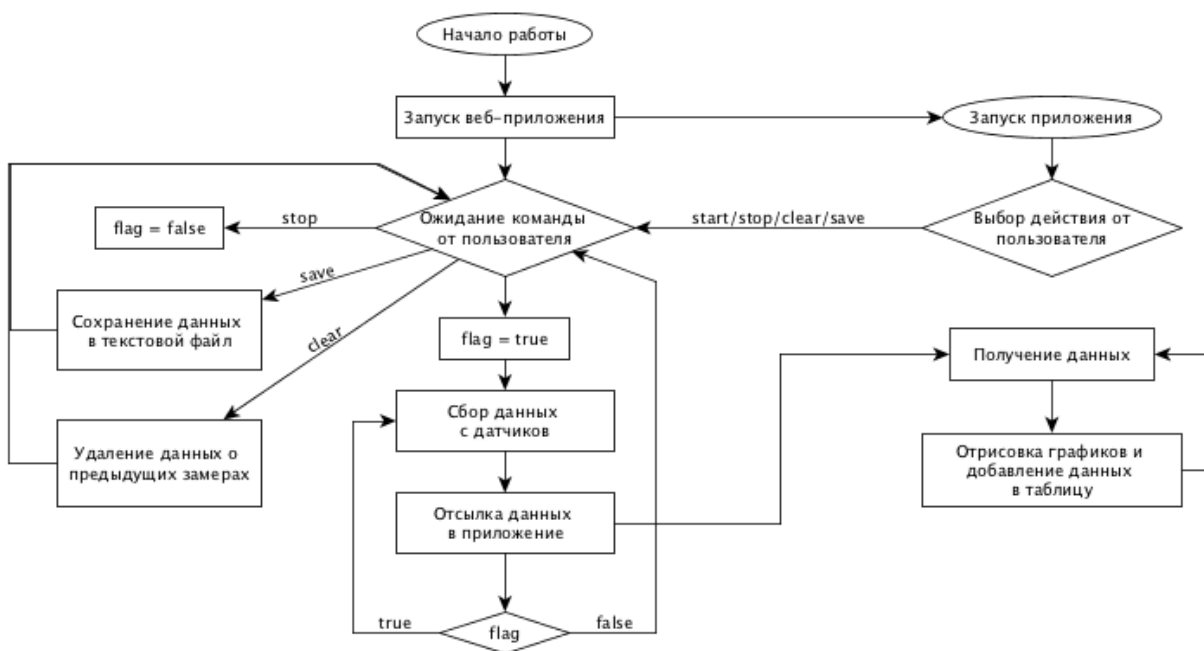 Начало работы
Запуск веб-приложения
Запуск приложения
Ожидание команды
от пользователя
start/stop/clear/save
Выбор действия от
пользователя
stop
flag = false
save
Сохранение данных
в текстовой файл
clear
flag = true
Получение данных
Сбор данных
с датчиков
Удаление данных о
предыдущих замерах
Отрисовка графиков и
добавление данных
в таблицу
Отсылка данных
в приложение
true
flag
false